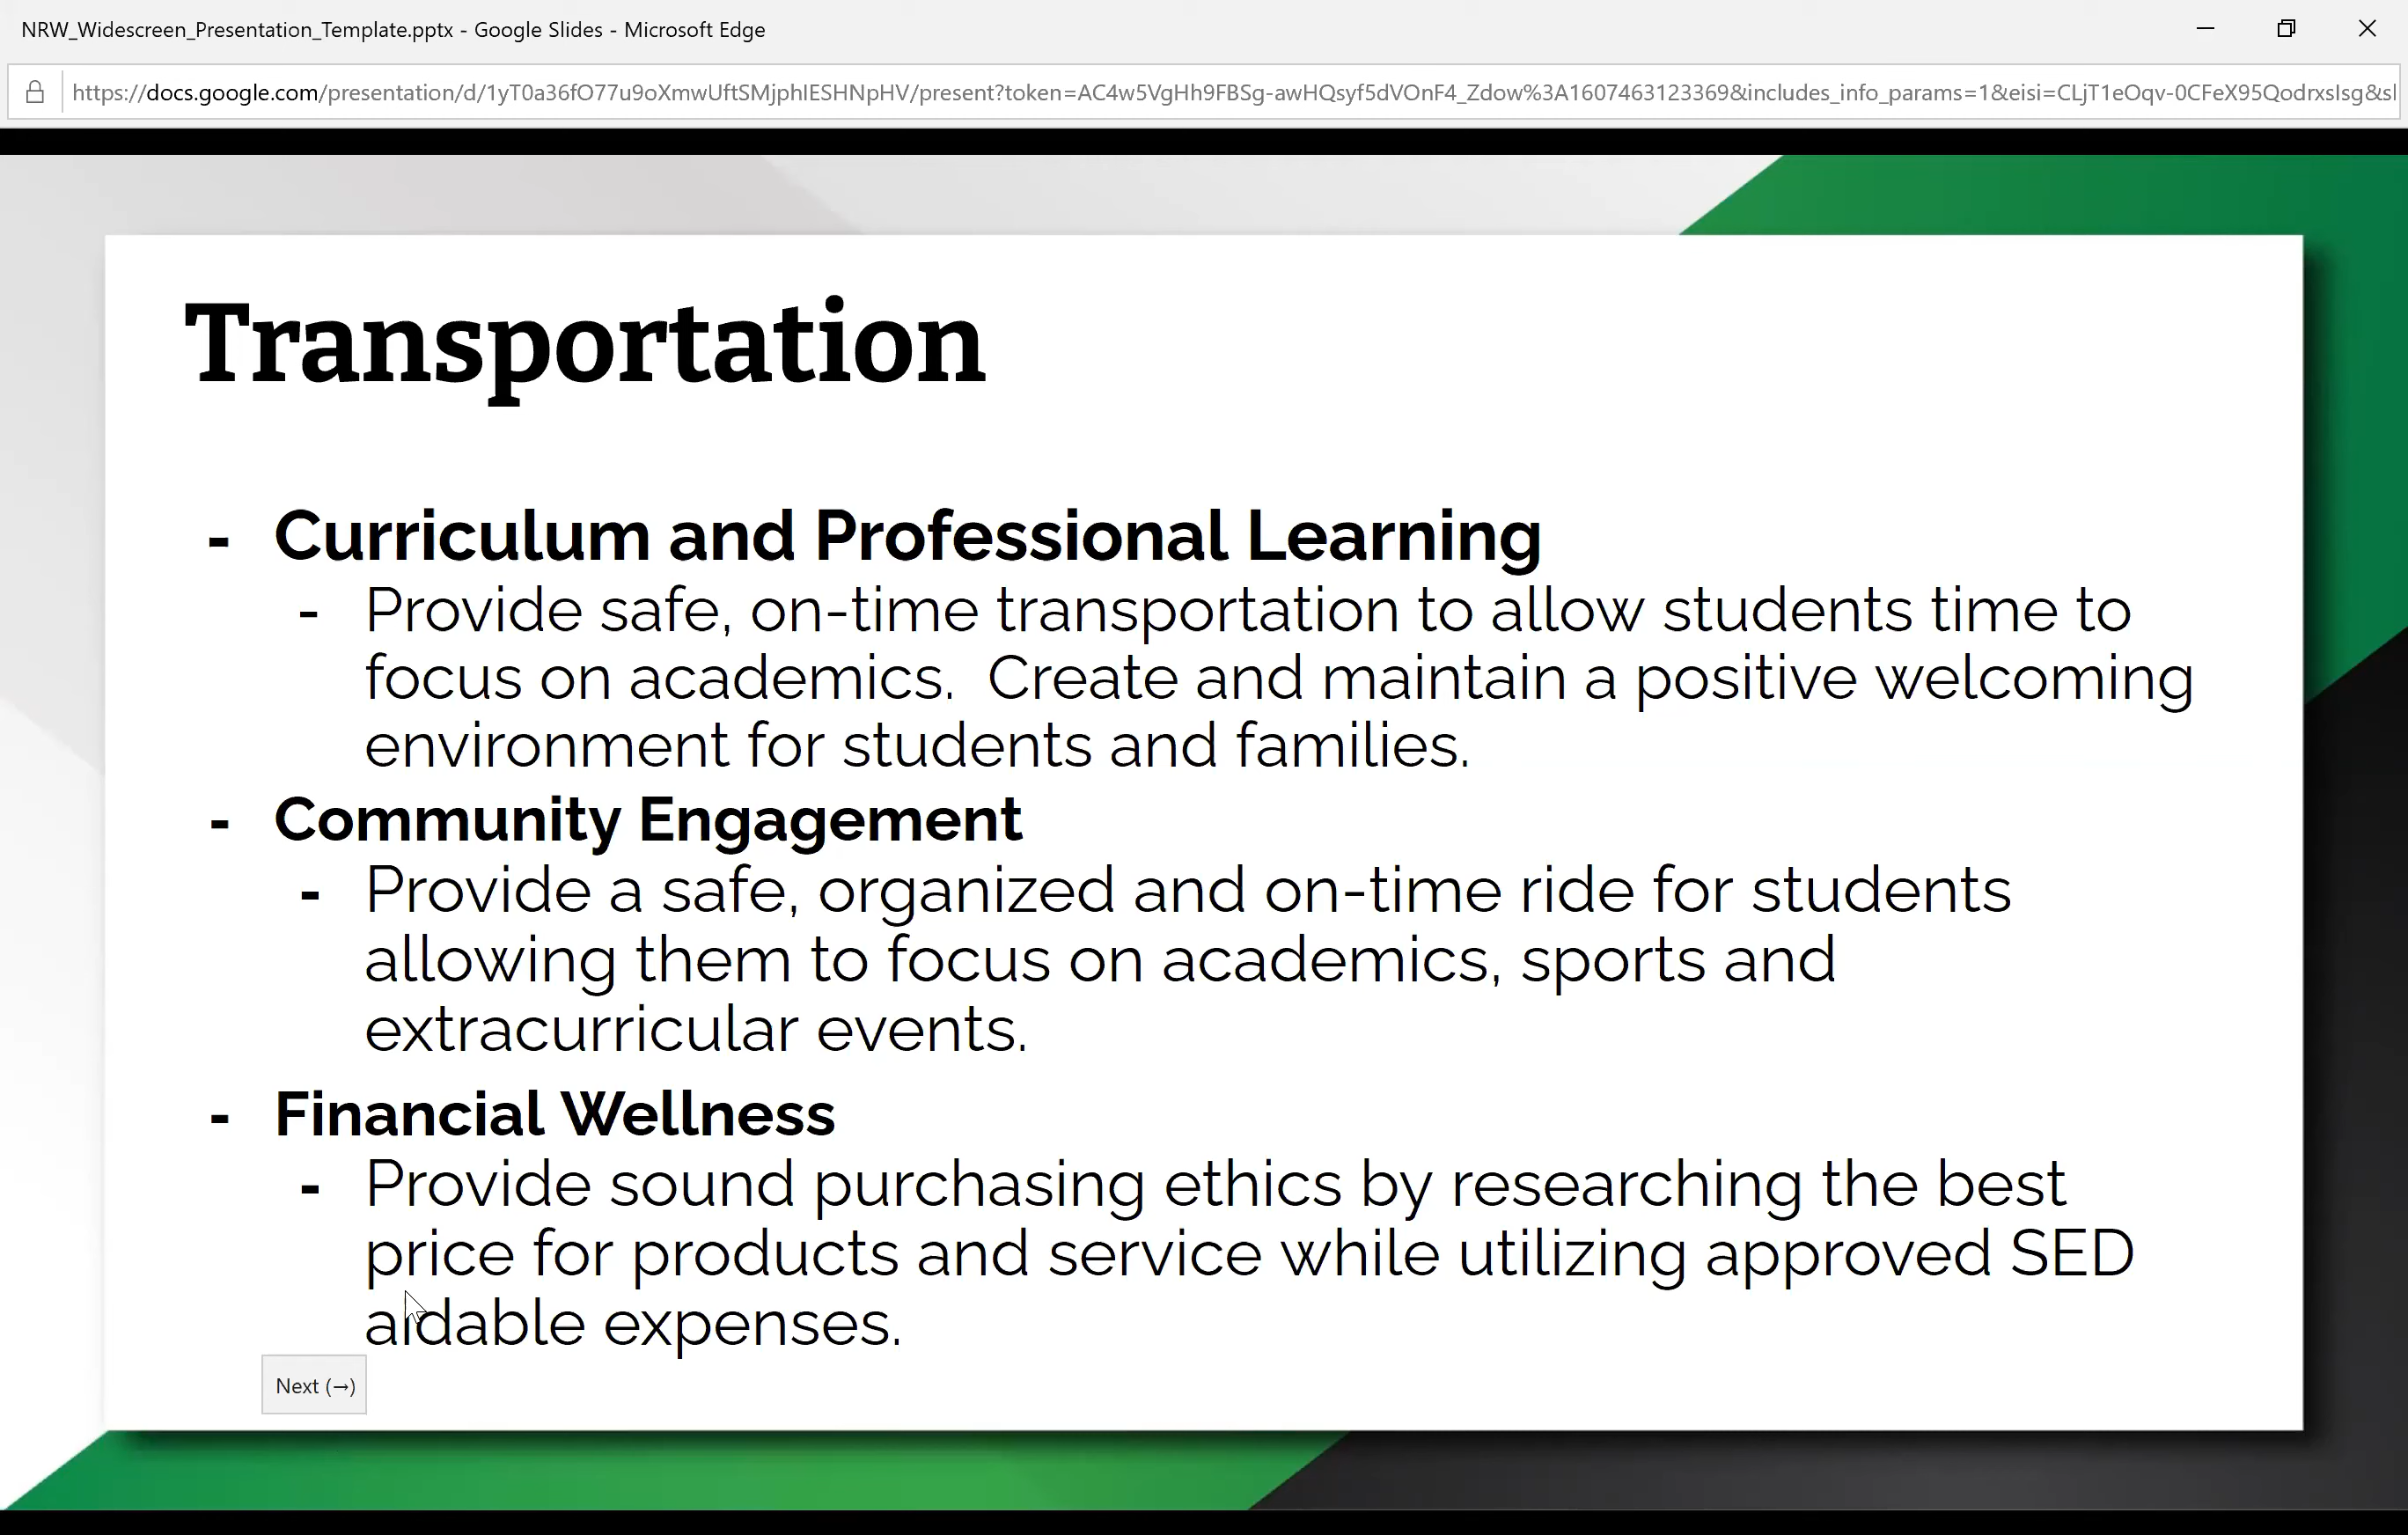 NRW_Widescreen_Presentation_Template.pptx - Google Slides - Microsoft Edge
https://docs.google.com/presentation/d/1yT0a36fO77u9oXmwUftSMjphIESHNpHV/present?token=AC4w5VgHh9FBSg-awHQsyf5dVOnF4_Zdow%3A1607463123369&includes_info_params=1&eisi=CLjT1eOqv-0CFeX95QodrxsIsg&sl
Transportation
- Curriculum and Professional Learning
- Provide safe, on-time transportation to allow students time to
focus on academics.  Create and maintain a positive welcoming
environment for students and families.
- Community Engagement
- Provide a safe, organized and on-time ride for students
allowing them to focus on academics, sports and
extracurricular events.
- Financial Wellness
- Provide sound purchasing ethics by researching the best
price for products and service while utilizing approved SED
aidable expenses.
Next (→)